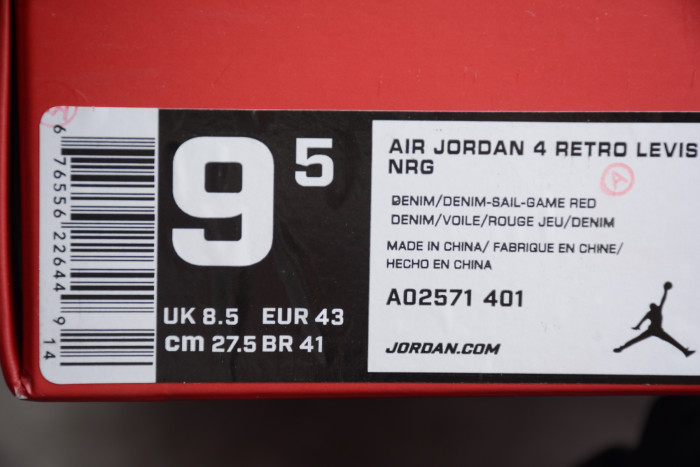 6 76556 22644 9 14
9 5
UK 8.5 EUR 43
cm 27.5 BR 41
AIR JORDAN 4 RETRO LEVIS
NRG
A
DENIM/DENIM-SAIL-GAME RED
DENIM/VOILE/ROUGE JEU/DENIM
MADE IN CHINA/ FABRIQUE EN CHINE/
HECHO EN CHINA
AO2571 401
JORDAN.COM